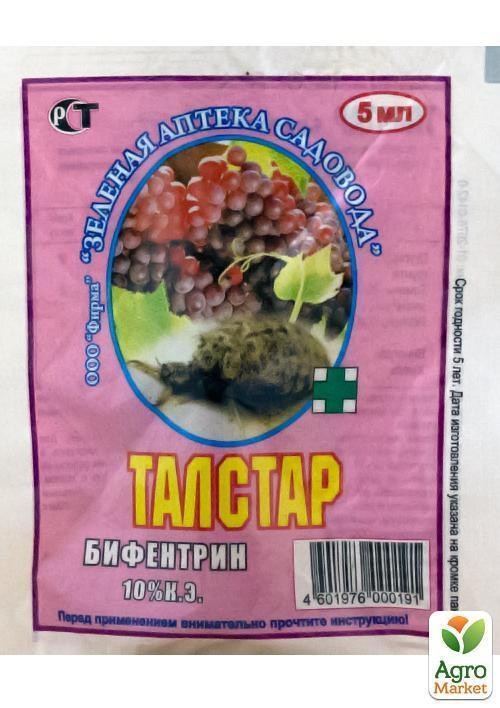 РСТ
5 мл
ООО "Фирма" "ЗЕЛЕНАЯ АПТЕКА САДОВОДА"
ТАЛСТАР
БИФЕНТРИН
10%К.Э.
4 601976 000191
Перед применением внимательно прочтите инструкцию!
Срок годности 5 лет. Дата изготовления указана на кромке
Agro
Market